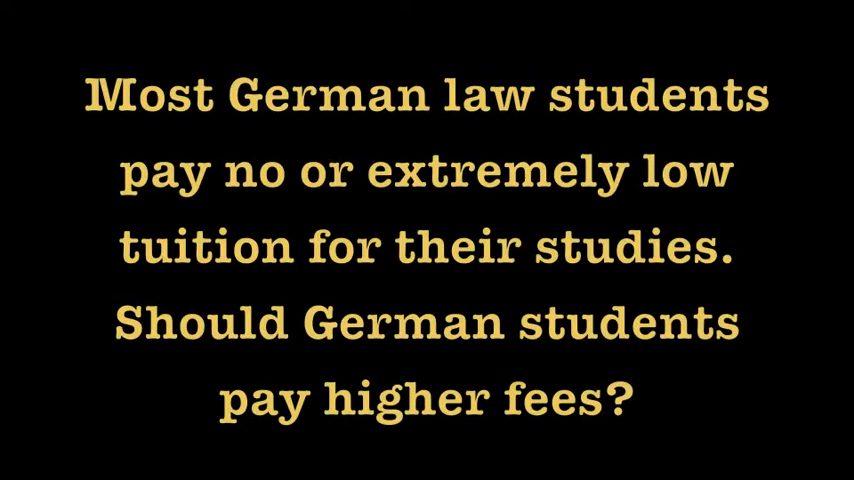 Most German law students
pay no or extremely low
tuition for their studies.
Should German students
pay higher fees?